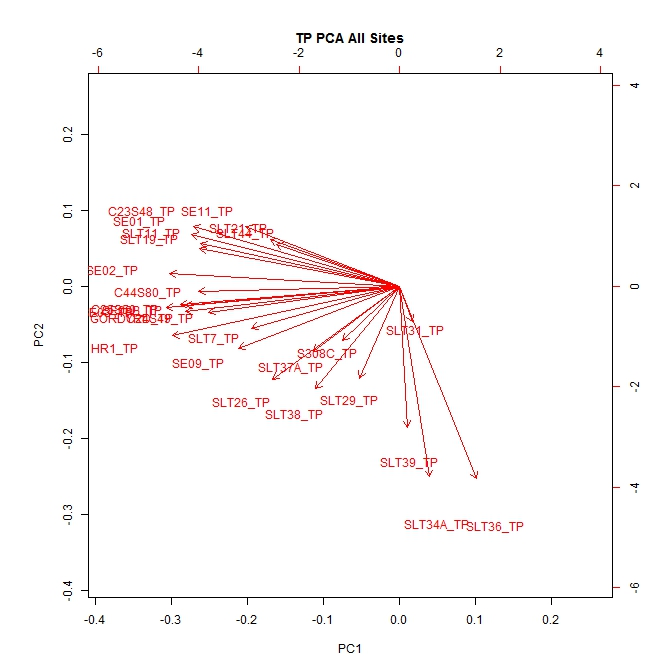 TP PCA All Sites
-6 -4 -2 0 2 4
4
0.2
C23S48_TP SE11_TP
0.1
2
SE01_TP
SLT21_TP
SLT11_TP SLT44_TP
SLT19_TP
SE02_TP
0.0
0
C44S80_TP
SLT31_TP
SLT7_TP
PC2
HR1_TP
S308C_TP
SE09_TP
SLT37A_TP
-0.1
-2
SLT26_TP
SLT29_TP
SLT38_TP
-0.2
SLT39_TP
-0.3
-4
SLT34A_TP SLT36_TP
-0.4
-6
-0.4 -0.3 -0.2 -0.1 0.0 0.1 0.2
PC1